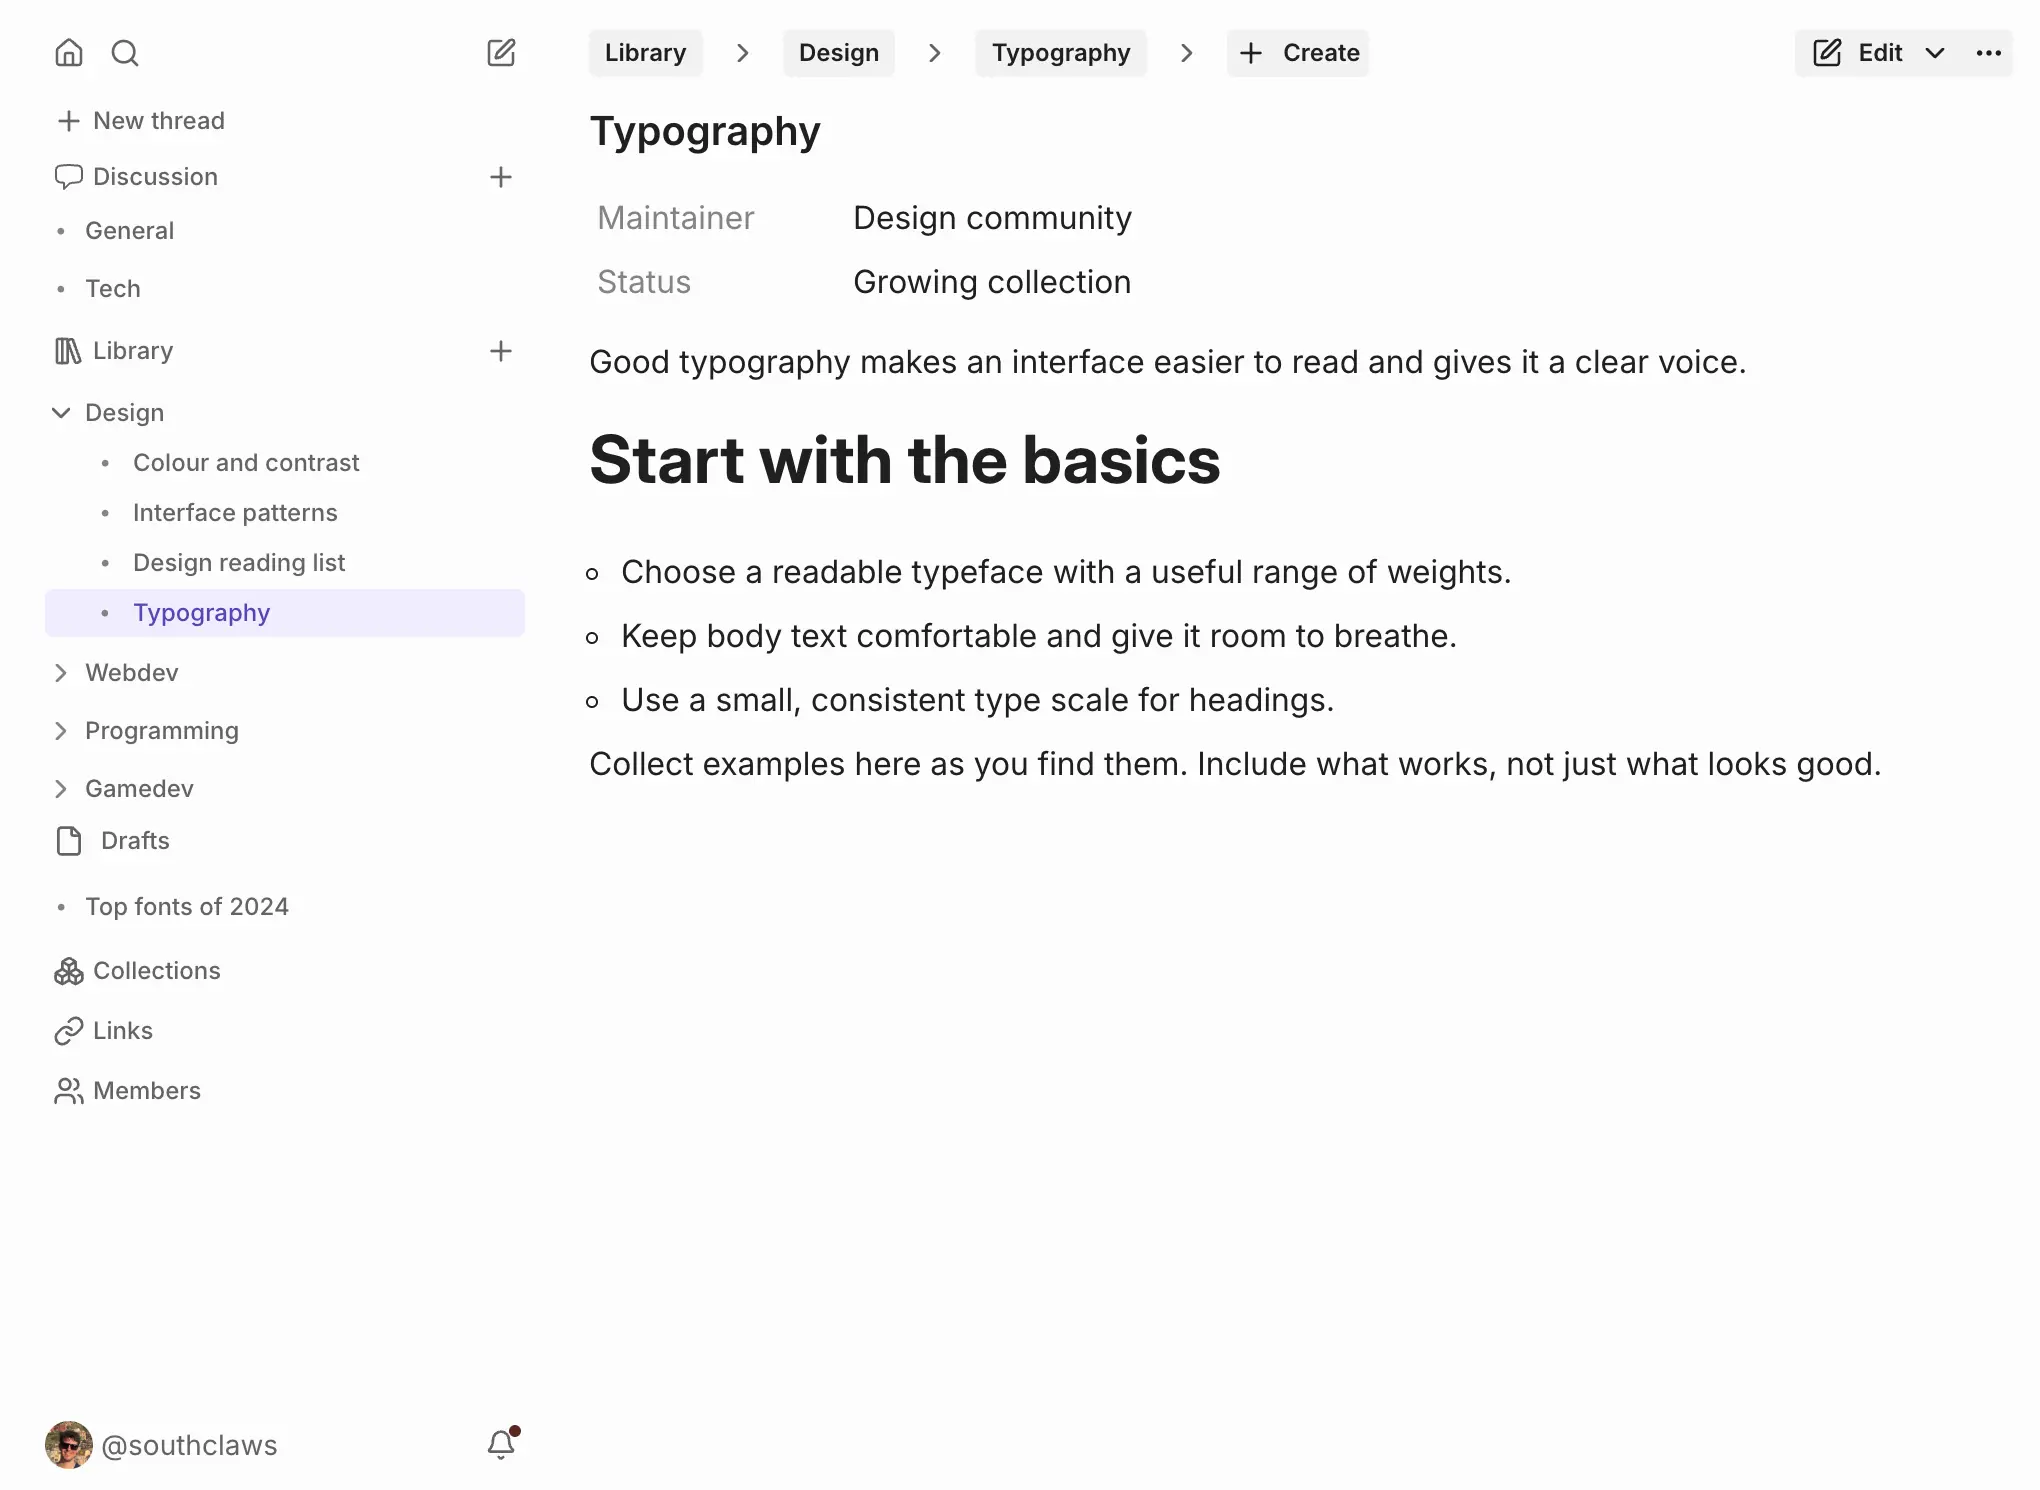 New thread
Discussion
General
Tech
Library
Design
Colour and contrast
Interface patterns
Design reading list
Typography
Webdev
Programming
Gamedev
Drafts
Top fonts of 2024
Collections
Links
Members
@southclaws
Library > Design > Typography > + Create
Edit
Typography
Maintainer Design community
Status Growing collection
Good typography makes an interface easier to read and gives it a clear voice.
Start with the basics
Choose a readable typeface with a useful range of weights.
Keep body text comfortable and give it room to breathe.
Use a small, consistent type scale for headings.
Collect examples here as you find them. Include what works, not just what looks good.